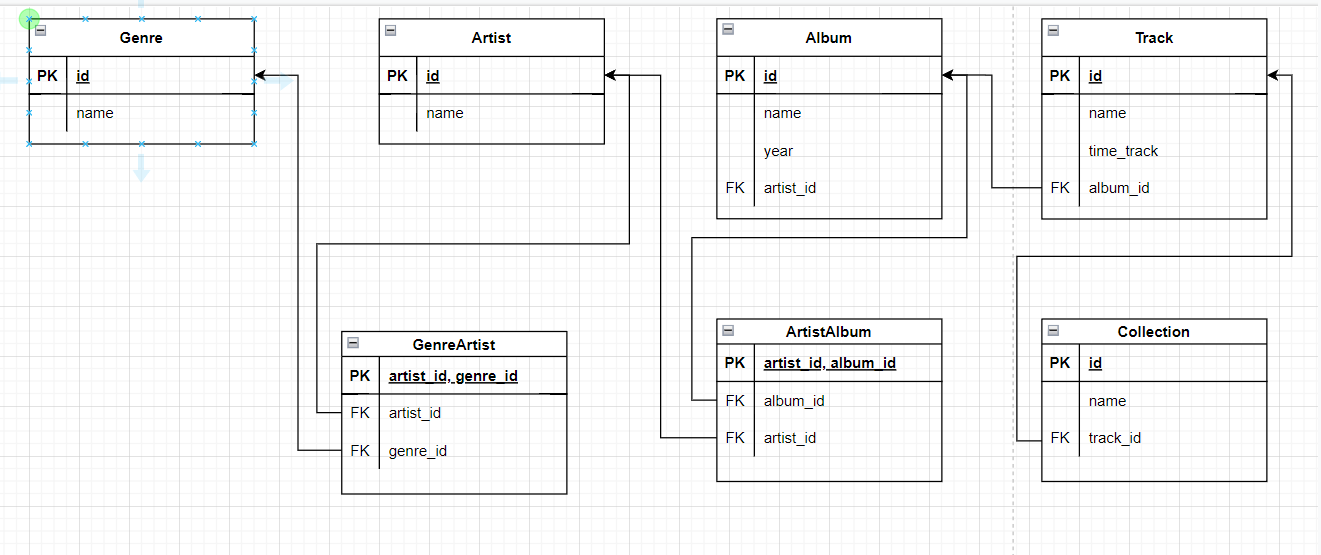 Genre
PK id
name
Artist
PK id
name
Album
PK id
name
year
FK artist_id
Track
PK id
name
time_track
FK album_id
GenreArtist
PK artist_id, genre_id
FK artist_id
FK genre_id
ArtistAlbum
PK artist_id, album_id
FK album_id
FK artist_id
Collection
PK id
name
FK track_id